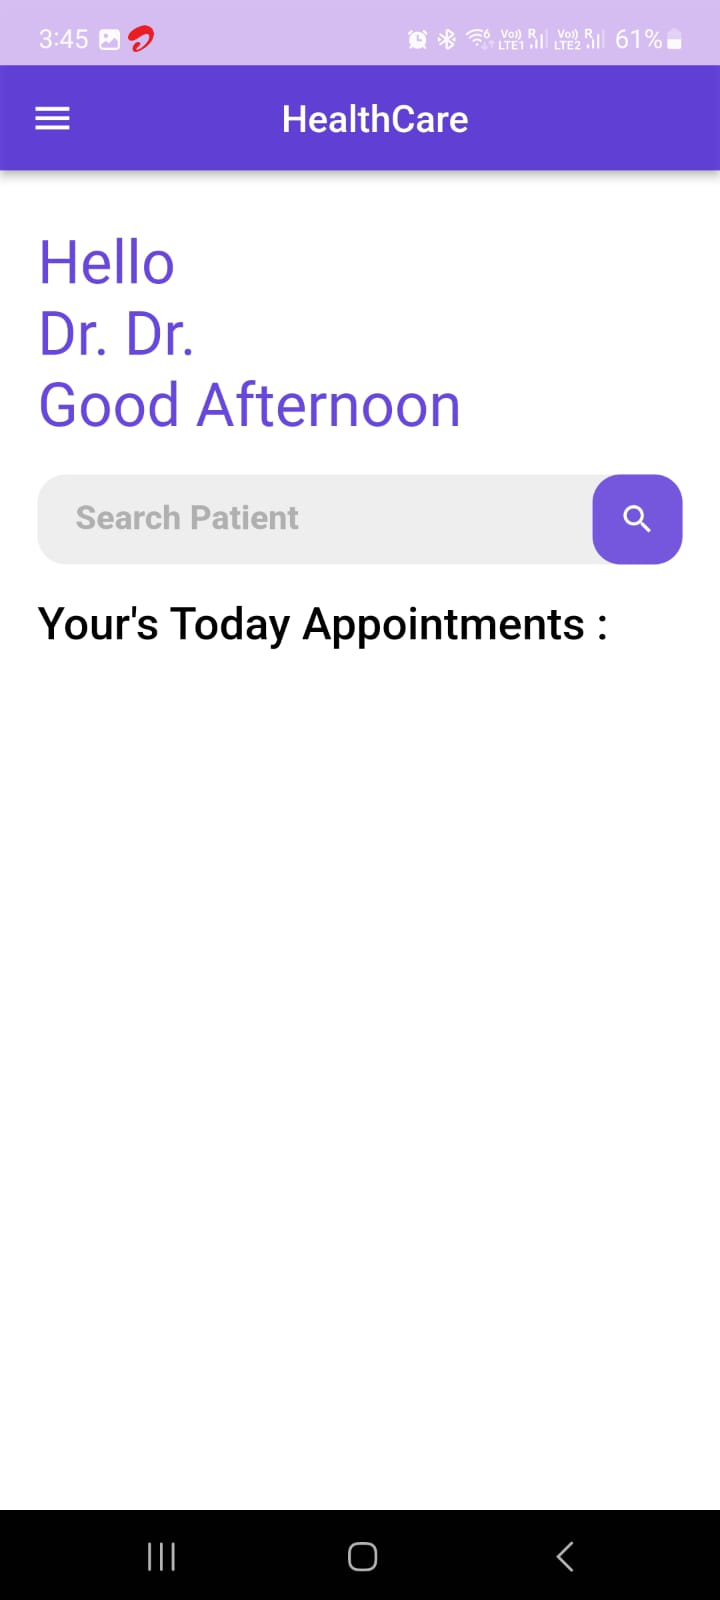 3:45 Vo)) R Vo)) R 61%
LTE1 LTE2
HealthCare
Hello
Dr. Dr.
Good Afternoon
Search Patient
Your's Today Appointments :